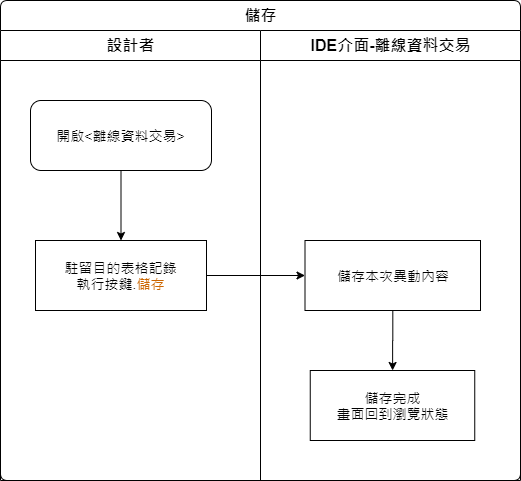 儲存
設計者
IDE介面-離線資料交易
開啟<離線資料交易>
駐留目的表格記錄
執行按鍵.儲存
儲存本次異動內容
儲存完成
畫面回到瀏覽狀態